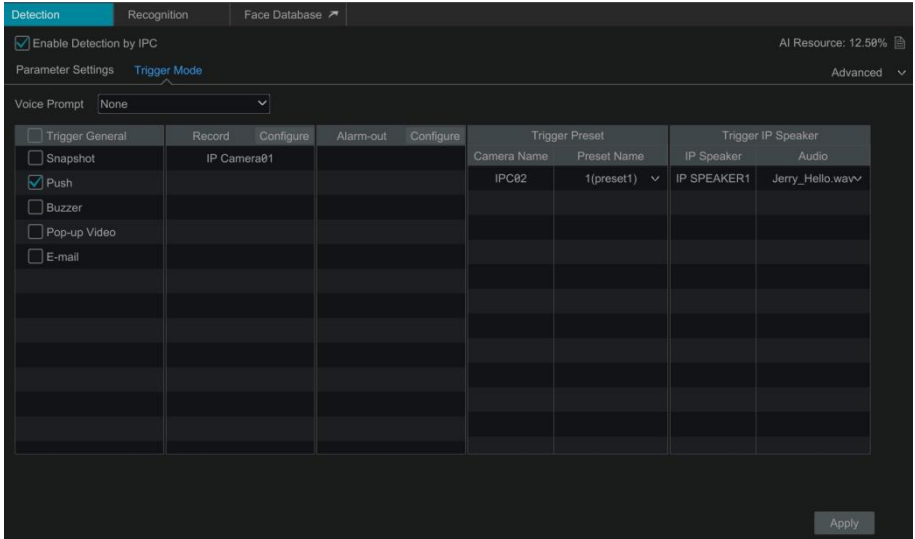 Detection Recognition Face Database
Enable Detection by IPC AI Resource: 12.50%
Parameter Settings Trigger Mode Advanced
Voice Prompt None
Trigger General Record Configure Alarm-out Configure Trigger Preset Trigger IP Speaker
Camera Name Preset Name IP Speaker Audio
Snapshot IP Camera01
Push IPC02 1(preset1) IP SPEAKER1 Jerry_Hello.wav
Buzzer
Pop-up Video
E-mail
Apply